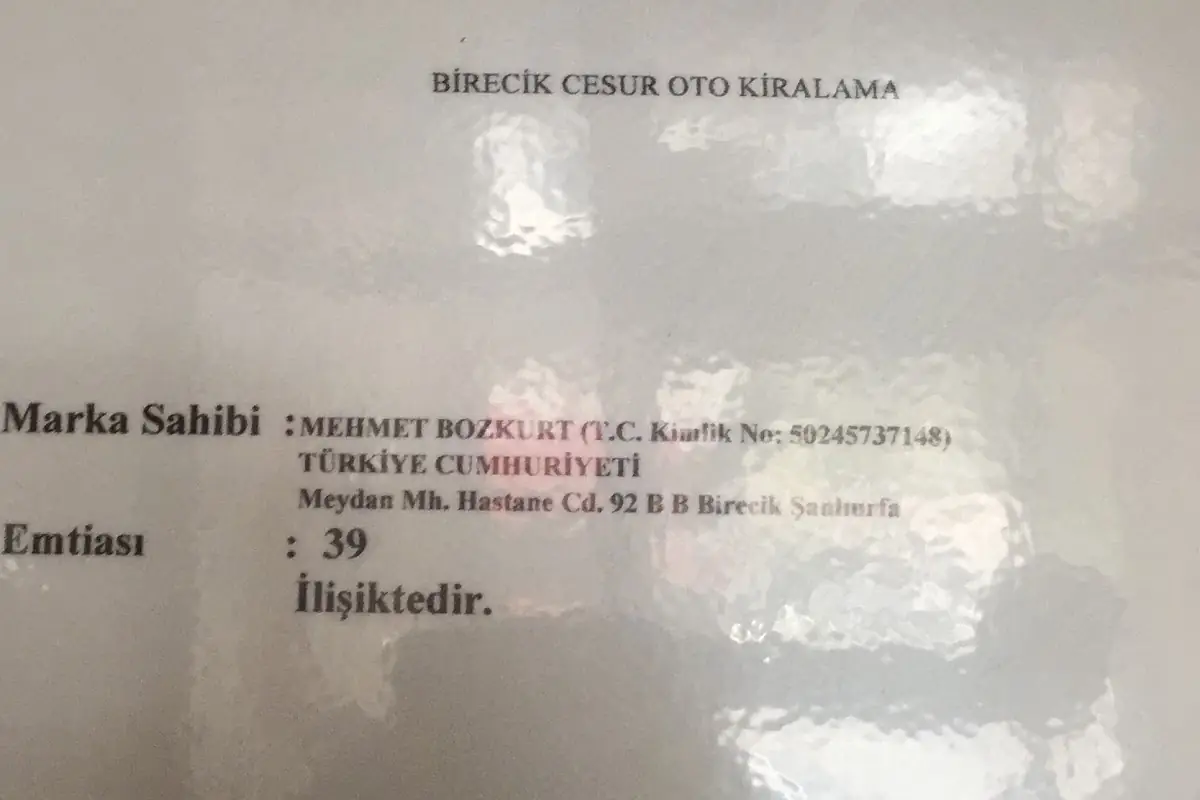 BİRECİK CESUR OTO KİRALAMA
Marka Sahibi : MEHMET BOZKURT (T.C. Kimlik No: 50245737148)
TÜRKİYE CUMHURİYETİ
Meydan Mh. Hastane Cd. 92 B B Birecik Şanlıurfa
Emtiası : 39
İlişiktedir.